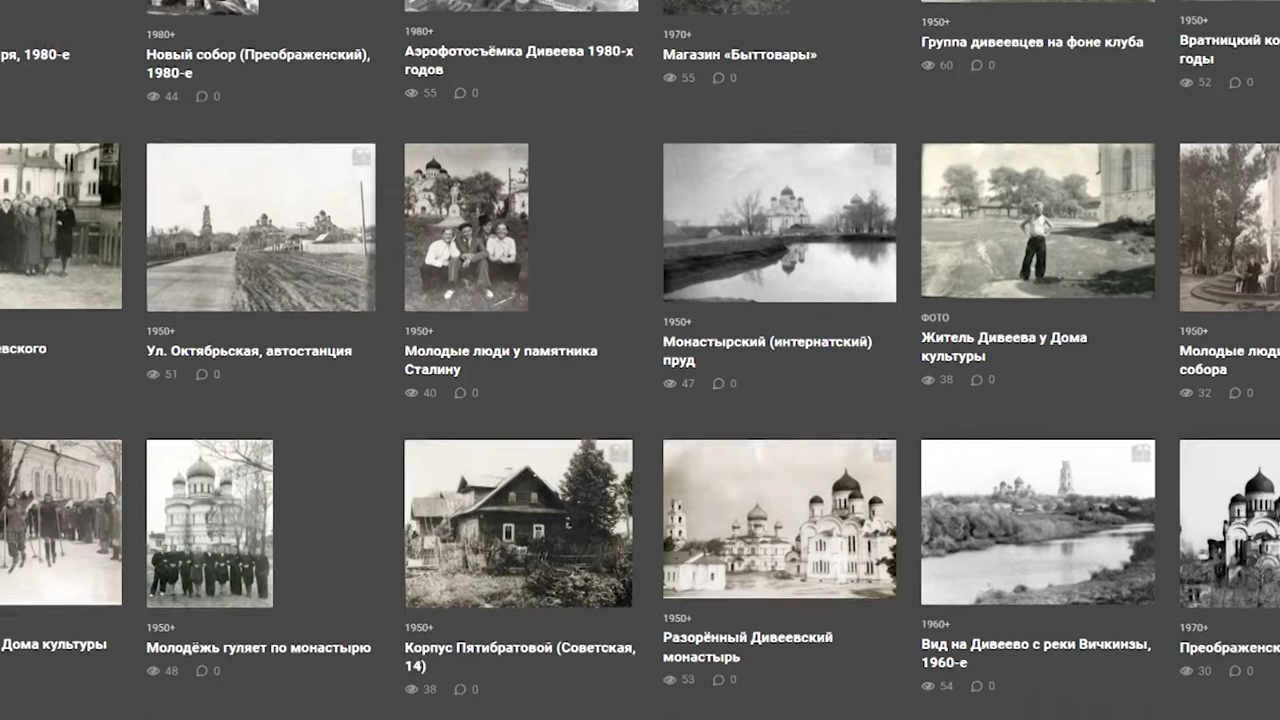 ря, 1980-е
1980+
Новый собор (Преображенский),
1980-е
44 0
1980+
Аэрофотосъёмка Дивеева 1980-х
годов
55 0
1970+
Магазин «Быттовары»
55 0
1950+
Группа дивеевцев на фоне клуба
60 0
1950+
Вратницкий ко
годы
52 0
евского
1950+
Ул. Октябрьская, автостанция
51 0
1950+
Молодые люди у памятника
Сталину
40 0
1950+
Монастырский (интернатский)
пруд
47 0
ФОТО
Житель Дивеева у Дома
культуры
38 0
1950+
Молодые люди
собора
32 0
Дома культуры
1950+
Молодёжь гуляет по монастырю
48 0
1950+
Корпус Пятибратовой (Советская,
14)
38 0
1950+
Разорённый Дивеевский
монастырь
53 0
1960+
Вид на Дивеево с реки Вичкинзы,
1960-е
54 0
1970+
Преображенск
30 0